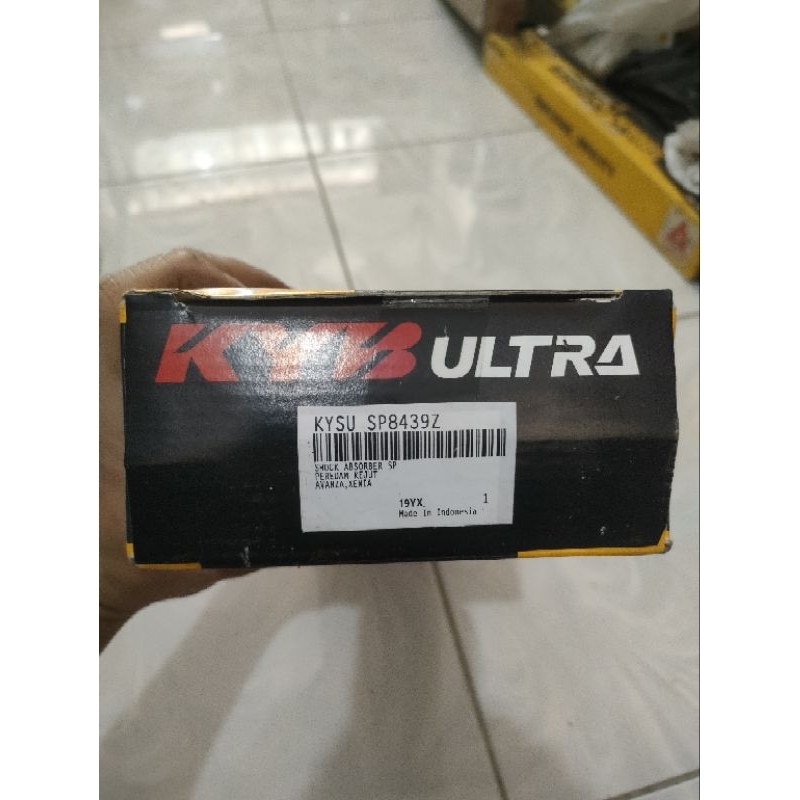 KYB ULTRA
KYSU SP8439Z
SHOCK ABSORBER SP
PEREDAM KEJUT
AVANZA,XENIA
19YX 1
Made in Indonesia